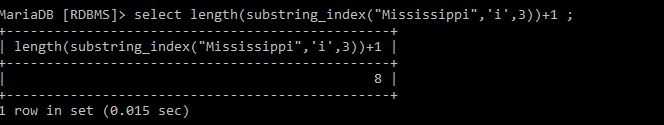 MariaDB [RDBMS]> select length(substring_index("Mississippi",'i',3))+1 ;
+----------------------------------------------+
| length(substring_index("Mississippi",'i',3))+1 |
+----------------------------------------------+
|                                              8 |
+----------------------------------------------+
1 row in set (0.015 sec)